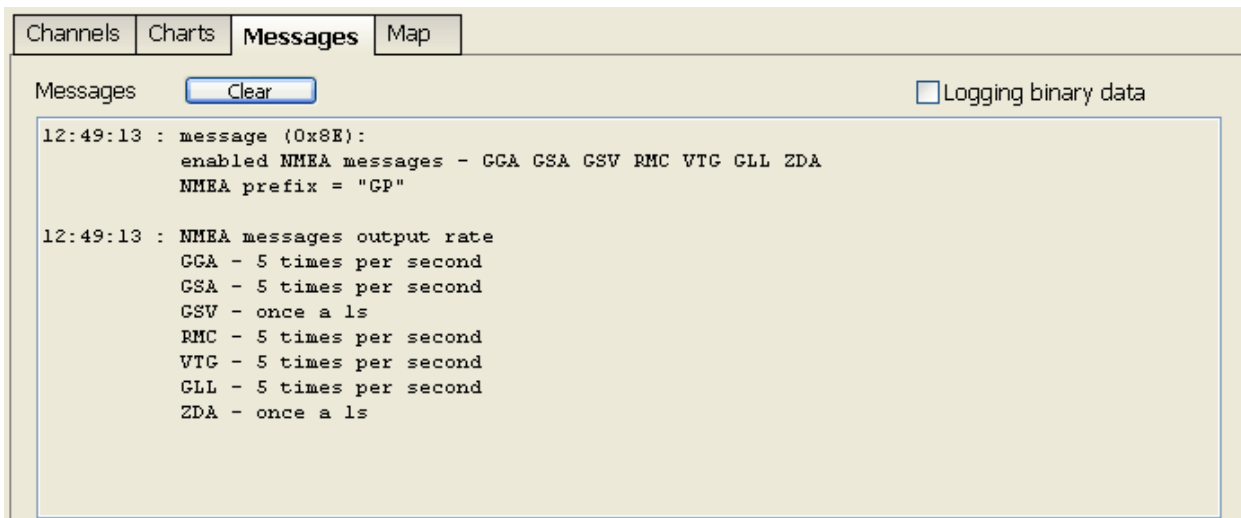 Channels Charts Messages Map
Messages Clear Logging binary data
12:49:13 : message (0x8E):
enabled NMEA messages - GGA GSA GSV RMC VTG GLL ZDA
NMEA prefix = "GP"
12:49:13 : NMEA messages output rate
GGA - 5 times per second
GSA - 5 times per second
GSV - once a 1s
RMC - 5 times per second
VTG - 5 times per second
GLL - 5 times per second
ZDA - once a 1s